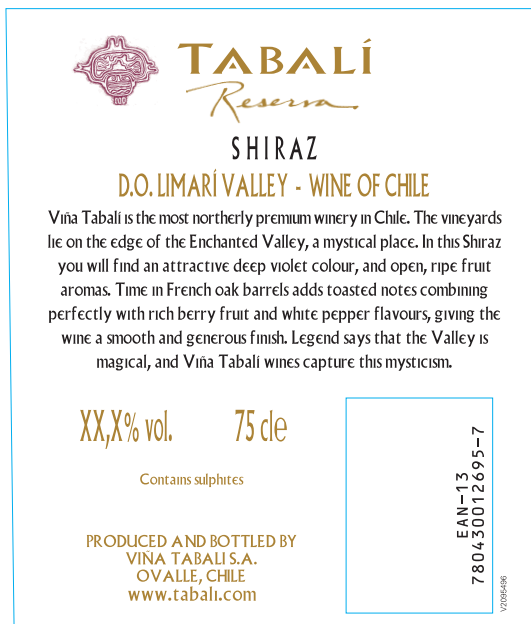 TABALÍ
Reserva
SHIRAZ
D.O. LIMARÍ VALLEY - WINE OF CHILE
Viña Tabalí is the most northerly premium winery in Chile. The vineyards
lie on the edge of the Enchanted Valley, a mystical place. In this Shiraz
you will find an attractive deep violet colour, and open, ripe fruit
aromas. Time in French oak barrels adds toasted notes combining
perfectly with rich berry fruit and white pepper flavours, giving the
wine a smooth and generous finish. Legend says that the Valley is
magical, and Viña Tabalí wines capture this mysticism.
XX,X% vol. 75 cle
Contains sulphites
PRODUCED AND BOTTLED BY
VIÑA TABALI S.A.
OVALLE, CHILE
www.tabali.com
EAN-13
780430012695-7
V2095496